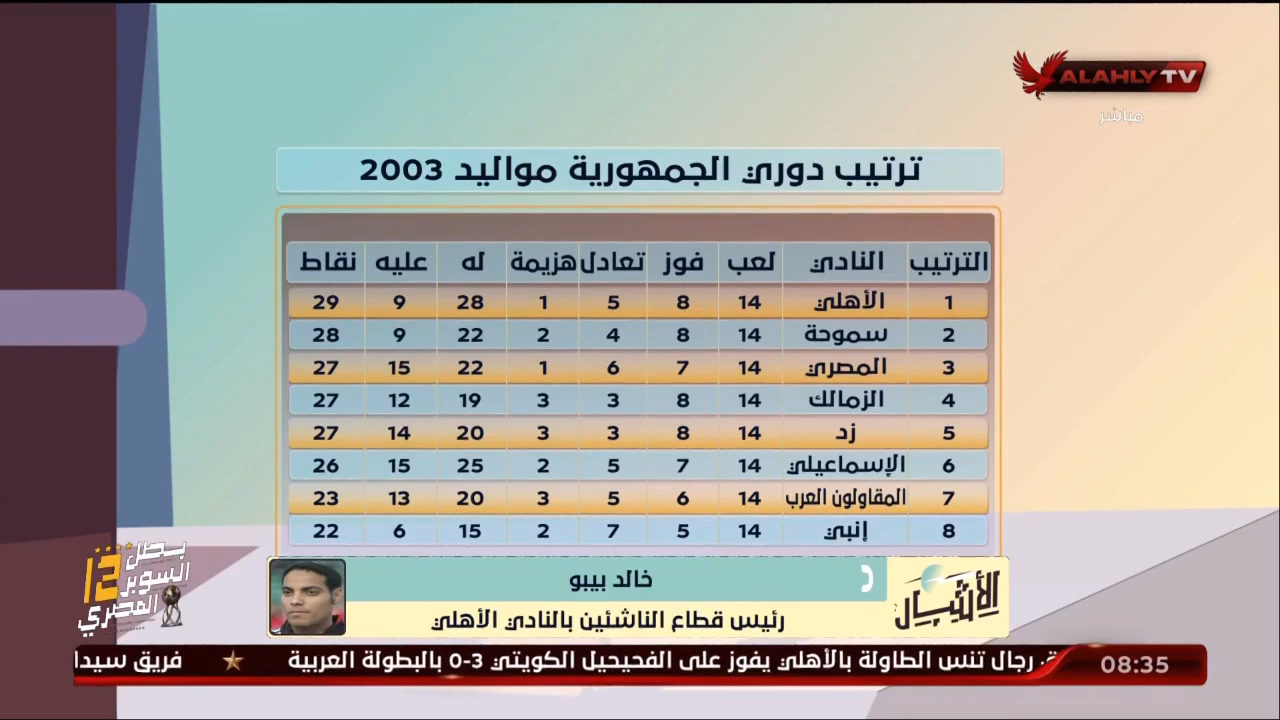 ALAHLY TV
مباشر
ترتيب دوري الجمهورية مواليد 2003
الترتيب النادي لعب فوز تعادل هزيمة له عليه نقاط
1 الأهلي 14 8 5 1 28 9 29
2 سموحة 14 8 4 2 22 9 28
3 المصري 14 7 6 1 22 15 27
4 الزمالك 14 8 3 3 19 12 27
5 زد 14 8 3 3 20 14 27
6 الإسماعيلي 14 7 5 2 25 15 26
7 المقاولون العرب 14 6 5 3 20 13 23
8 إنبي 14 5 7 2 15 6 22
الأشبال
خالد بيبو
رئيس قطاع الناشئين بالنادي الأهلي
بطل
السوبر 12
المصري
08:35
رجال تنس الطاولة بالأهلي يفوز على الفحيحيل الكويتي 3-0 بالبطولة العربية ★ فريق